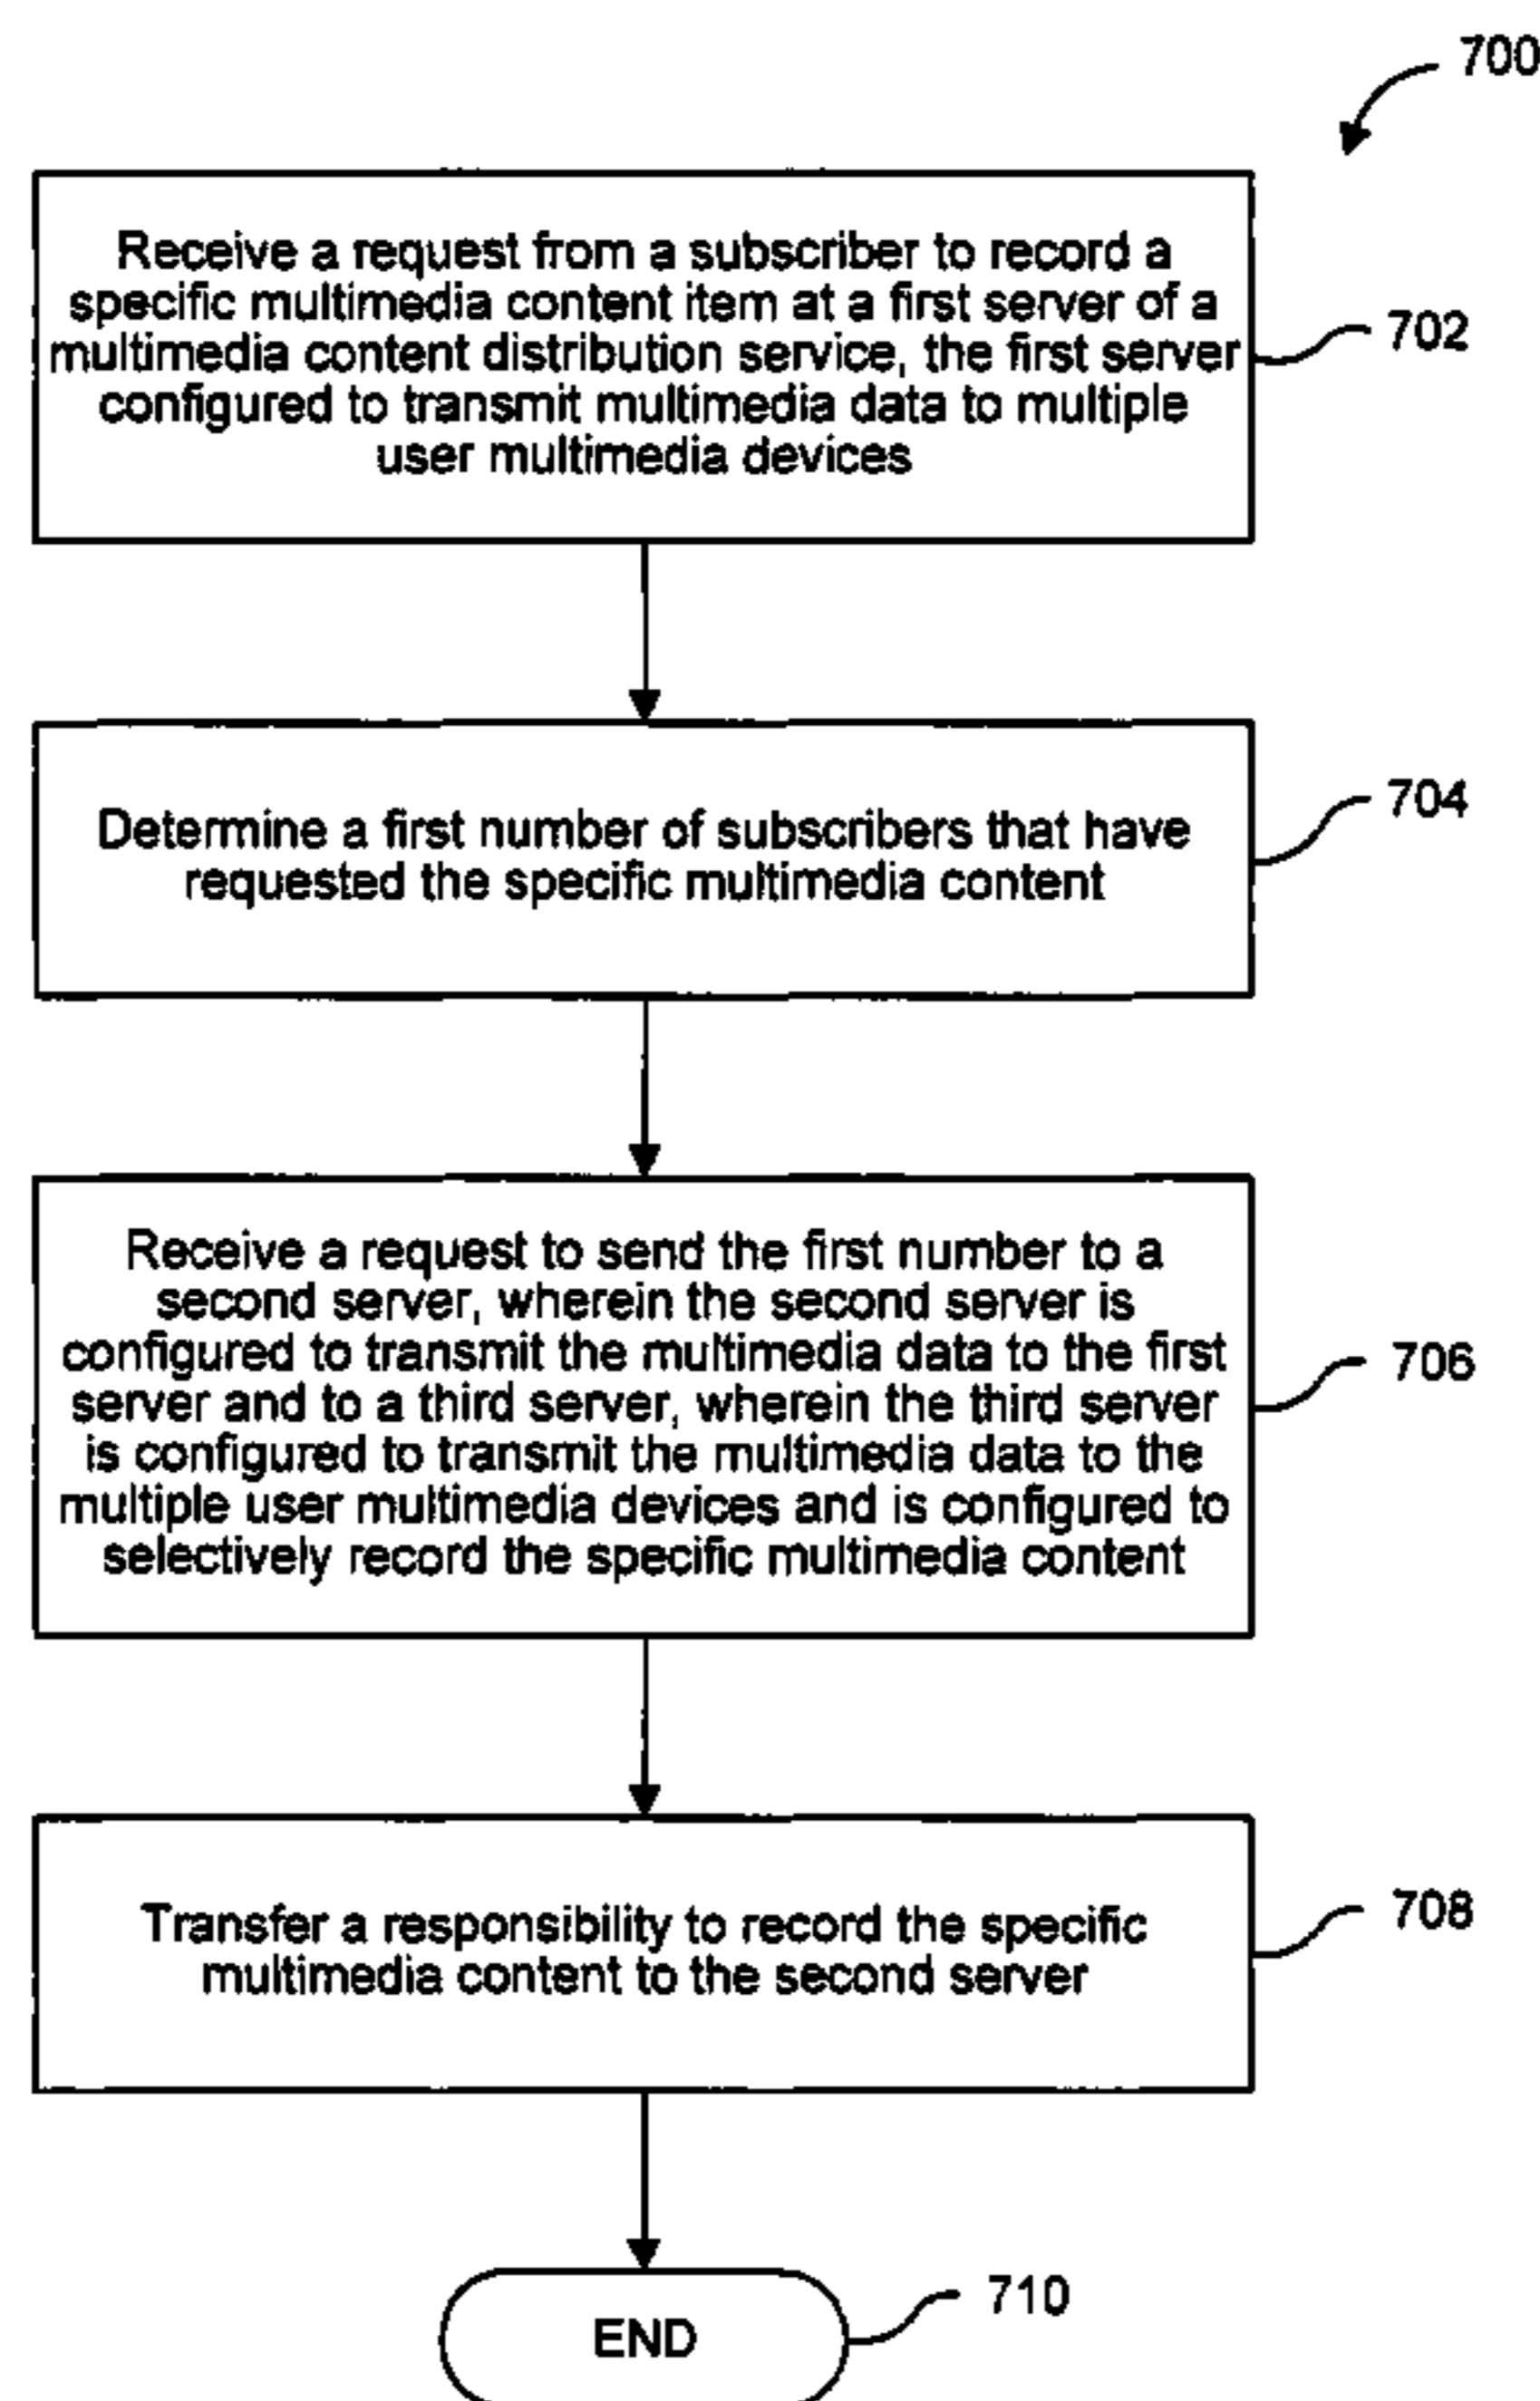 700
Receive a request from a subscriber to record a
specific multimedia content item at a first server of a
multimedia content distribution service, the first server
configured to transmit multimedia data to multiple
user multimedia devices
702
Determine a first number of subscribers that have
requested the specific multimedia content
704
Receive a request to send the first number to a
second server, wherein the second server is
configured to transmit the multimedia data to the first
server and to a third server, wherein the third server
is configured to transmit the multimedia data to the
multiple user multimedia devices and is configured to
selectively record the specific multimedia content
706
Transfer a responsibility to record the specific
multimedia content to the second server
708
END
710